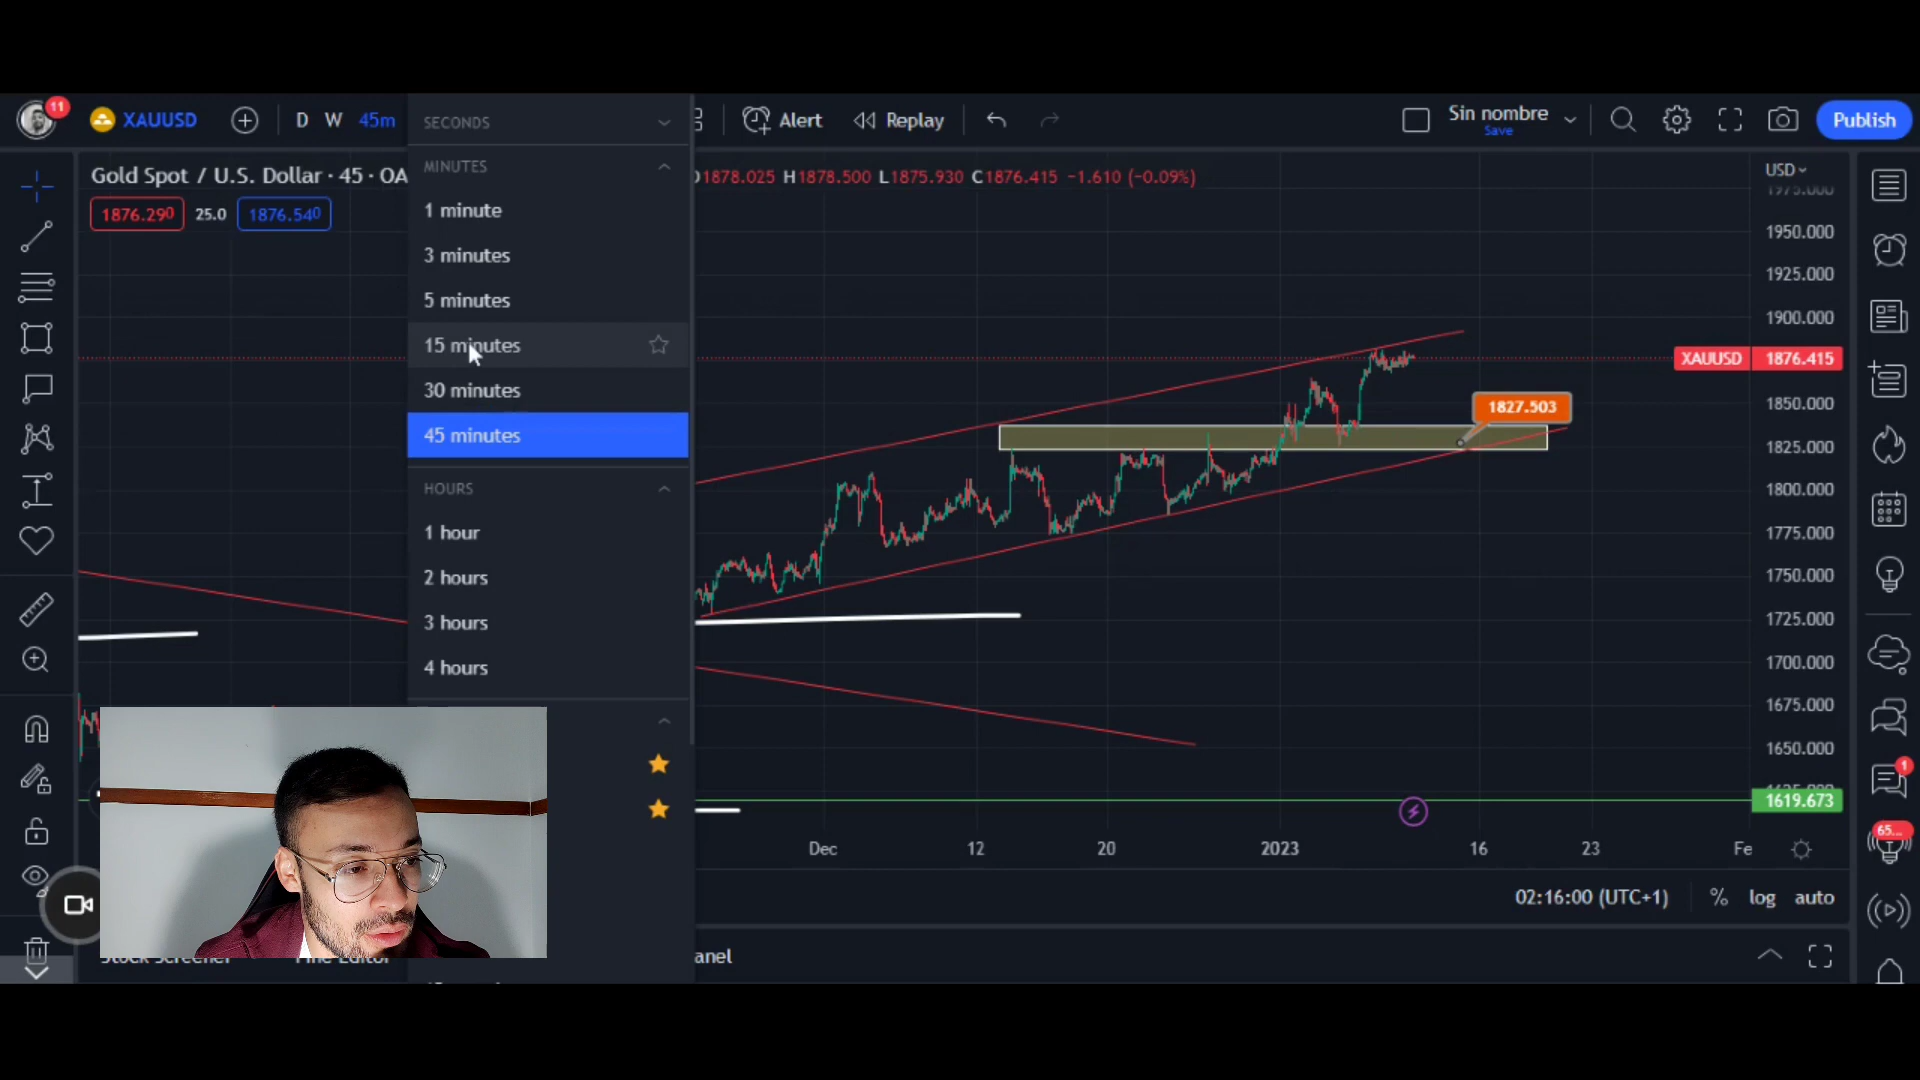 11
XAUUSD
D W 45m
Alert
Replay
Sin nombre
Save
Publish
SECONDS
MINUTES
1 minute
3 minutes
5 minutes
15 minutes
30 minutes
45 minutes
HOURS
1 hour
2 hours
3 hours
4 hours
Gold Spot / U.S. Dollar · 45 · OA
1878.025 H1878.500 L1875.930 C1876.415 −1.610 (−0.09%)
1876.290 25.0 1876.540
USD
1950.000
1925.000
1900.000
XAUUSD 1876.415
1827.503
1850.000
1825.000
1800.000
1775.000
1750.000
1725.000
1700.000
1675.000
1650.000
1619.673
1
65...
Dec 12 20 2023 16 23 Fe
02:16:00 (UTC+1) % log auto
anel